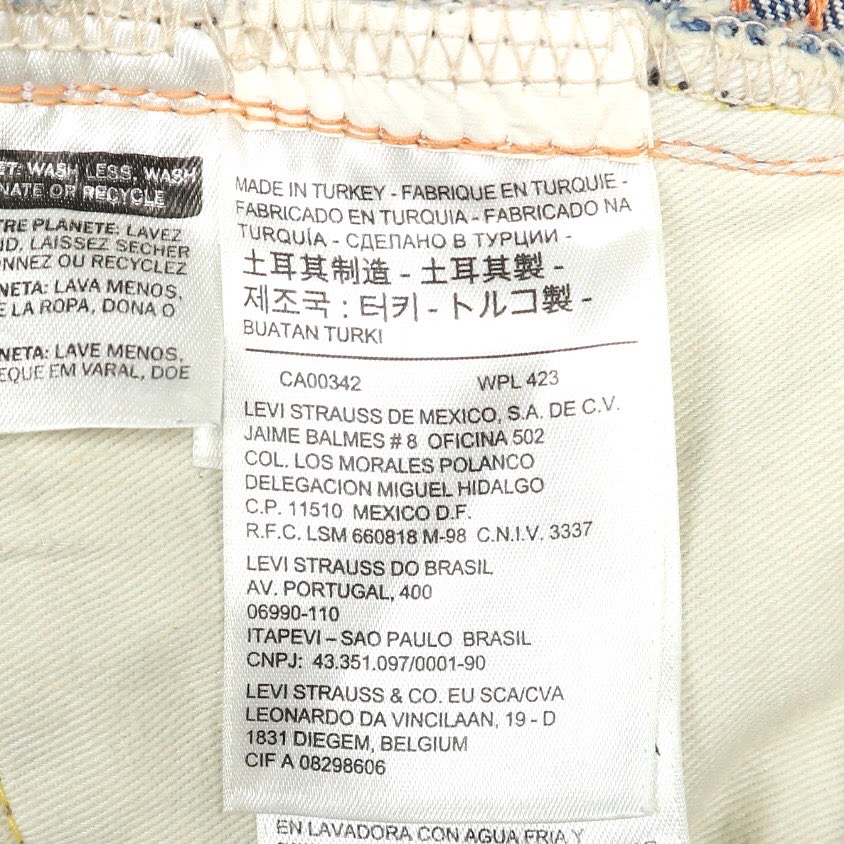 ET: WASH LESS, WASH
NATE OR RECYCLE
TRE PLANETE: LAVEZ
LAISSEZ SECHER
NNEZ OU RECYCLEZ
NETA: LAVA MENOS,
E LA ROPA, DONA O
NETA: LAVE MENOS,
EQUE EM VARAL, DOE
MADE IN TURKEY - FABRIQUE EN TURQUIE -
FABRICADO EN TURQUIA - FABRICADO NA
TURQUÍA - СДЕЛАНО В ТУРЦИИ -
土耳其制造 - 土耳其製 -
제조국 : 터키 - トルコ製 -
BUATAN TURKI
CA00342 WPL 423
LEVI STRAUSS DE MEXICO, S.A. DE C.V.
JAIME BALMES # 8 OFICINA 502
COL. LOS MORALES POLANCO
DELEGACION MIGUEL HIDALGO
C.P. 11510 MEXICO D.F.
R.F.C. LSM 660818 M-98 C.N.I.V. 3337
LEVI STRAUSS DO BRASIL
AV. PORTUGAL, 400
06990-110
ITAPEVI – SAO PAULO BRASIL
CNPJ: 43.351.097/0001-90
LEVI STRAUSS & CO. EU SCA/CVA
LEONARDO DA VINCILAAN, 19 - D
1831 DIEGEM, BELGIUM
CIF A 08298606
EN LAVADORA CON AGUA FRIA Y